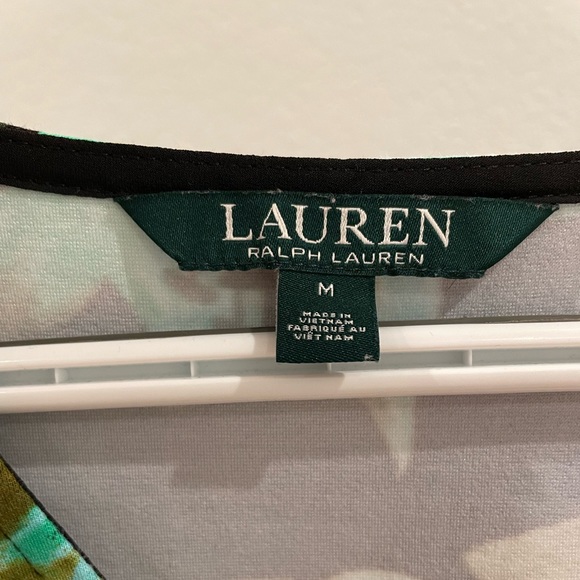 LAUREN
RALPH LAUREN
M
MADE IN
VIETNAM
FABRIQUÉ AU
VIÊT NAM